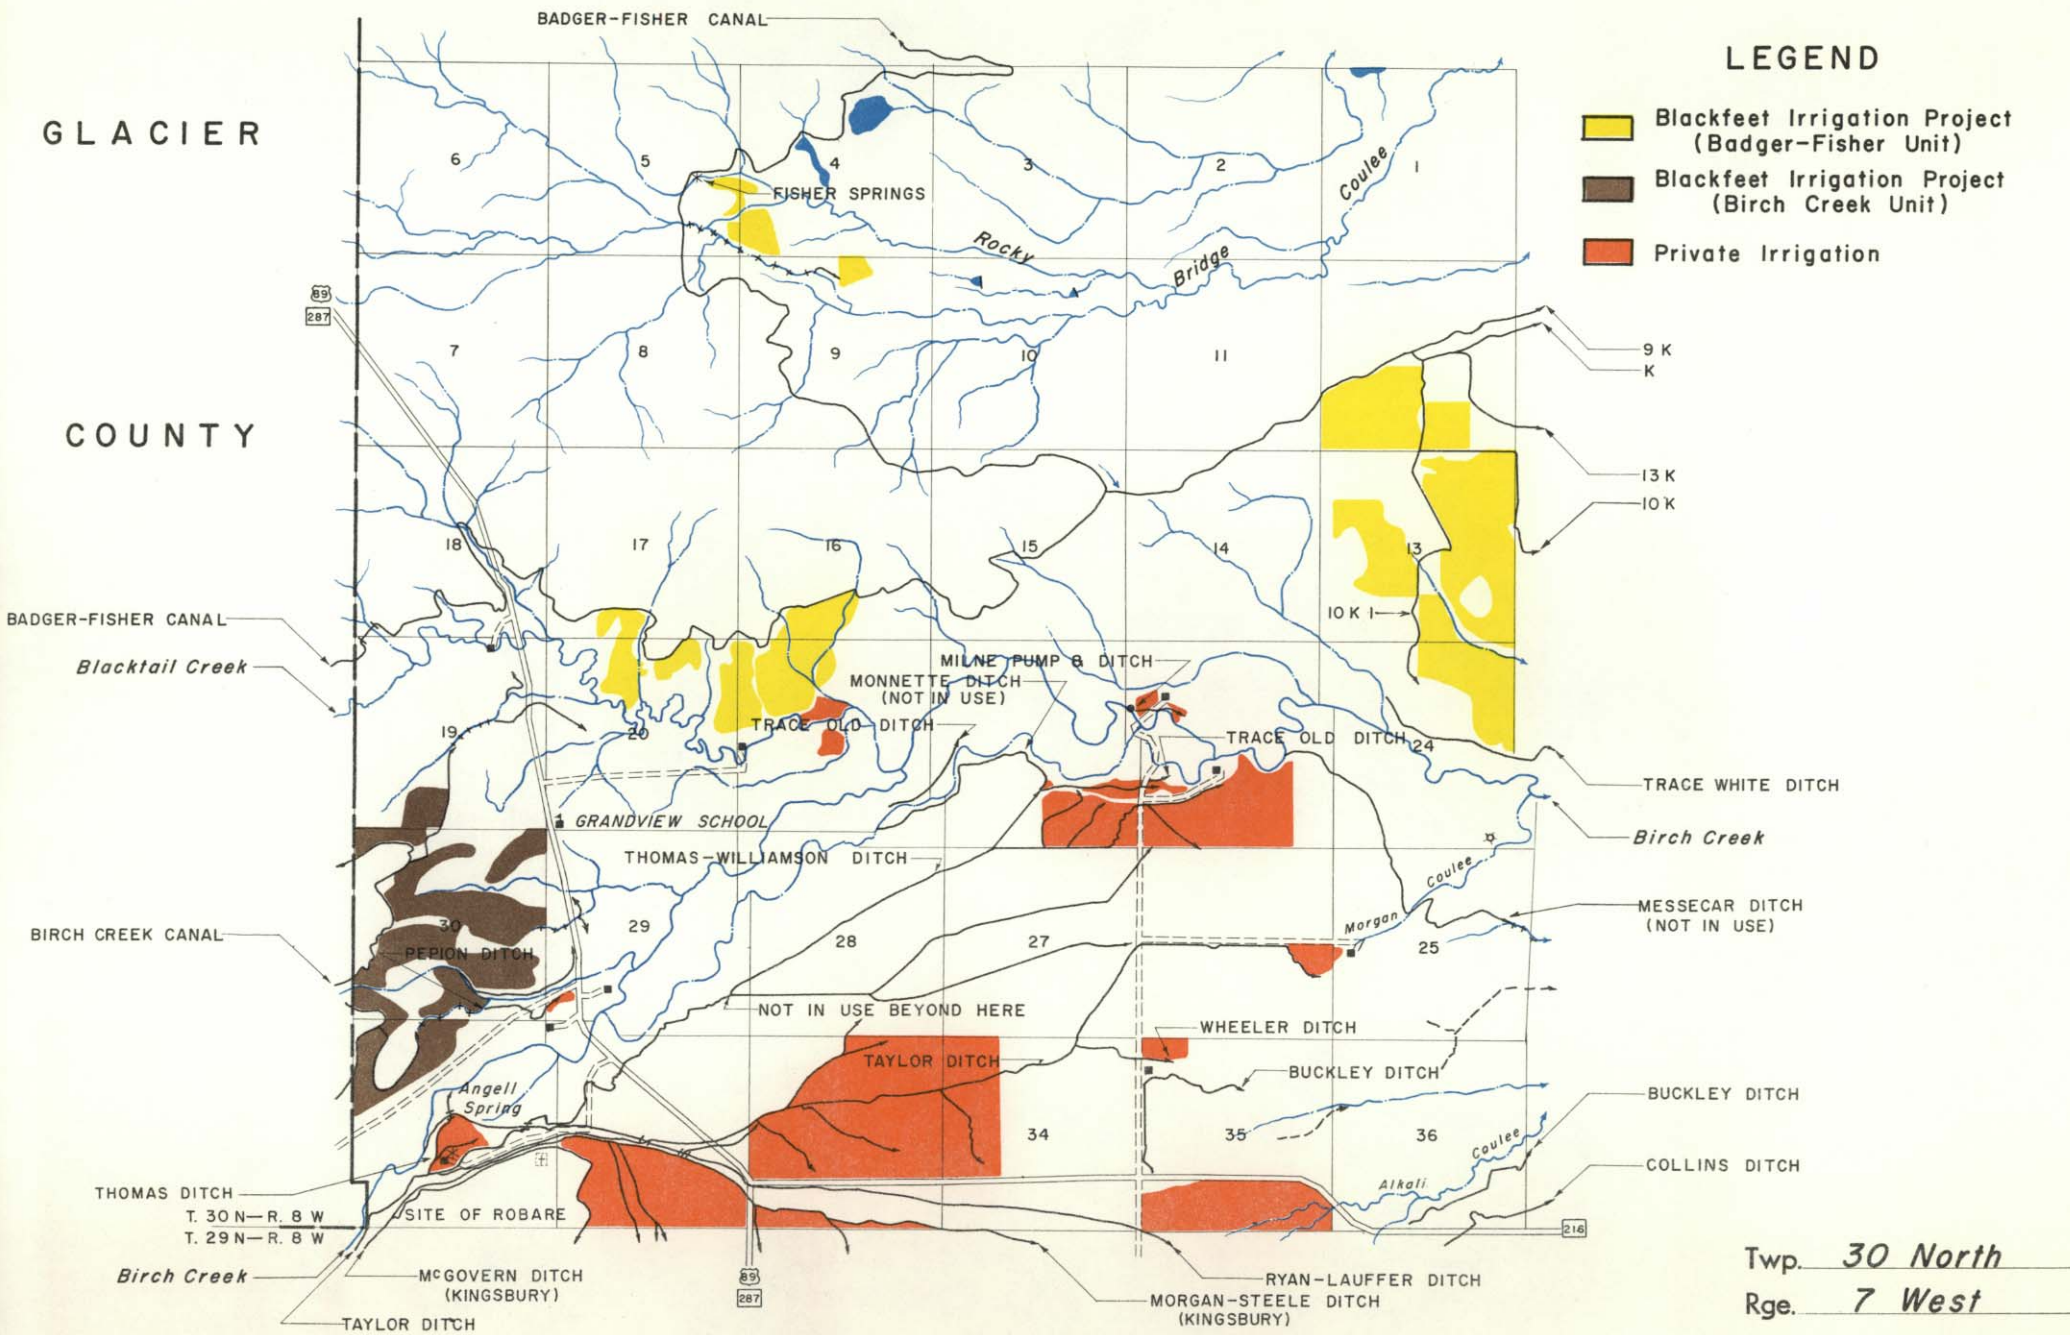 BADGER-FISHER CANAL
LEGEND
Blackfeet Irrigation Project
(Badger-Fisher Unit)
Blackfeet Irrigation Project
(Birch Creek Unit)
Private Irrigation
GLACIER
COUNTY
6
5
4
3
2
1
FISHER SPRINGS
Rocky
Bridge
Coulee
89
287
7
8
9
10
11
9 K
K
13 K
10 K
18
17
16
15
14
13
10 K 1
BADGER-FISHER CANAL
Blacktail Creek
MILNE PUMP & DITCH
MONNETTE DITCH
(NOT IN USE)
TRACE OLD DITCH
TRACE OLD DITCH
19
20
24
TRACE WHITE DITCH
Birch Creek
GRANDVIEW SCHOOL
THOMAS-WILLIAMSON DITCH
Coulee
Morgan
MESSECAR DITCH
(NOT IN USE)
BIRCH CREEK CANAL
30
29
28
27
25
PEPION DITCH
NOT IN USE BEYOND HERE
WHEELER DITCH
TAYLOR DITCH
BUCKLEY DITCH
BUCKLEY DITCH
Angell
Spring
34
35
36
Coulee
Alkali
COLLINS DITCH
THOMAS DITCH
T. 30 N—R. 8 W
T. 29 N—R. 8 W
SITE OF ROBARE
216
Birch Creek
McGOVERN DITCH
(KINGSBURY)
TAYLOR DITCH
89
287
RYAN-LAUFFER DITCH
MORGAN-STEELE DITCH
(KINGSBURY)
Twp. 30 North
Rge. 7 West